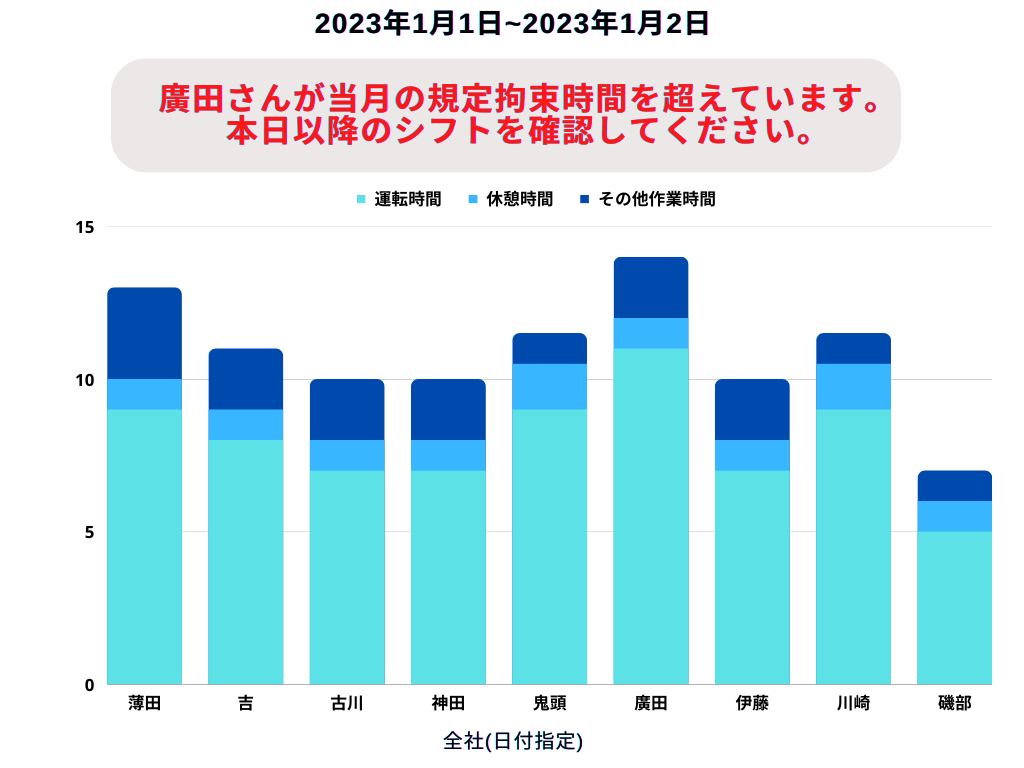 2023年1月1日~2023年1月2日
廣田さんが当月の規定拘束時間を超えています。
本日以降のシフトを確認してください。
運転時間 休憩時間 その他作業時間
15
10
5
0
薄田 吉 古川 神田 鬼頭 廣田 伊藤 川崎 磯部
全社(日付指定)